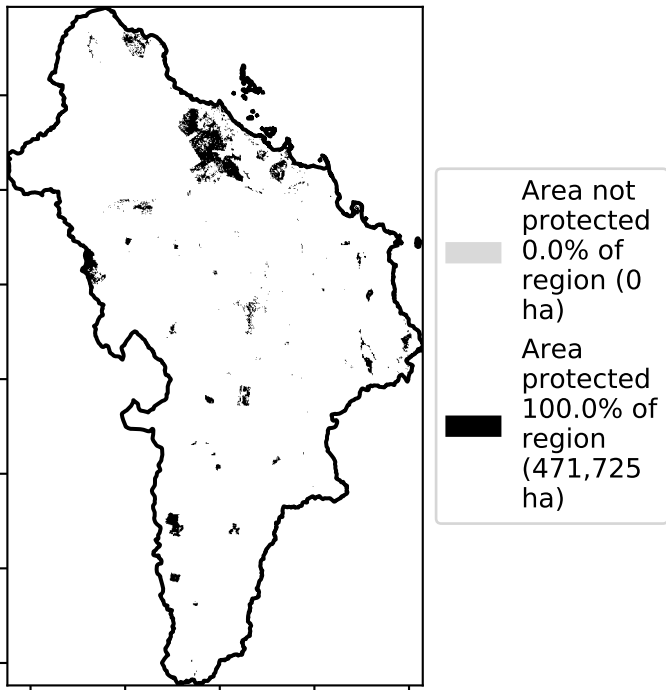 Area not
protected
0.0% of
region (0
ha)
Area
protected
100.0% of
region
(471,725
ha)